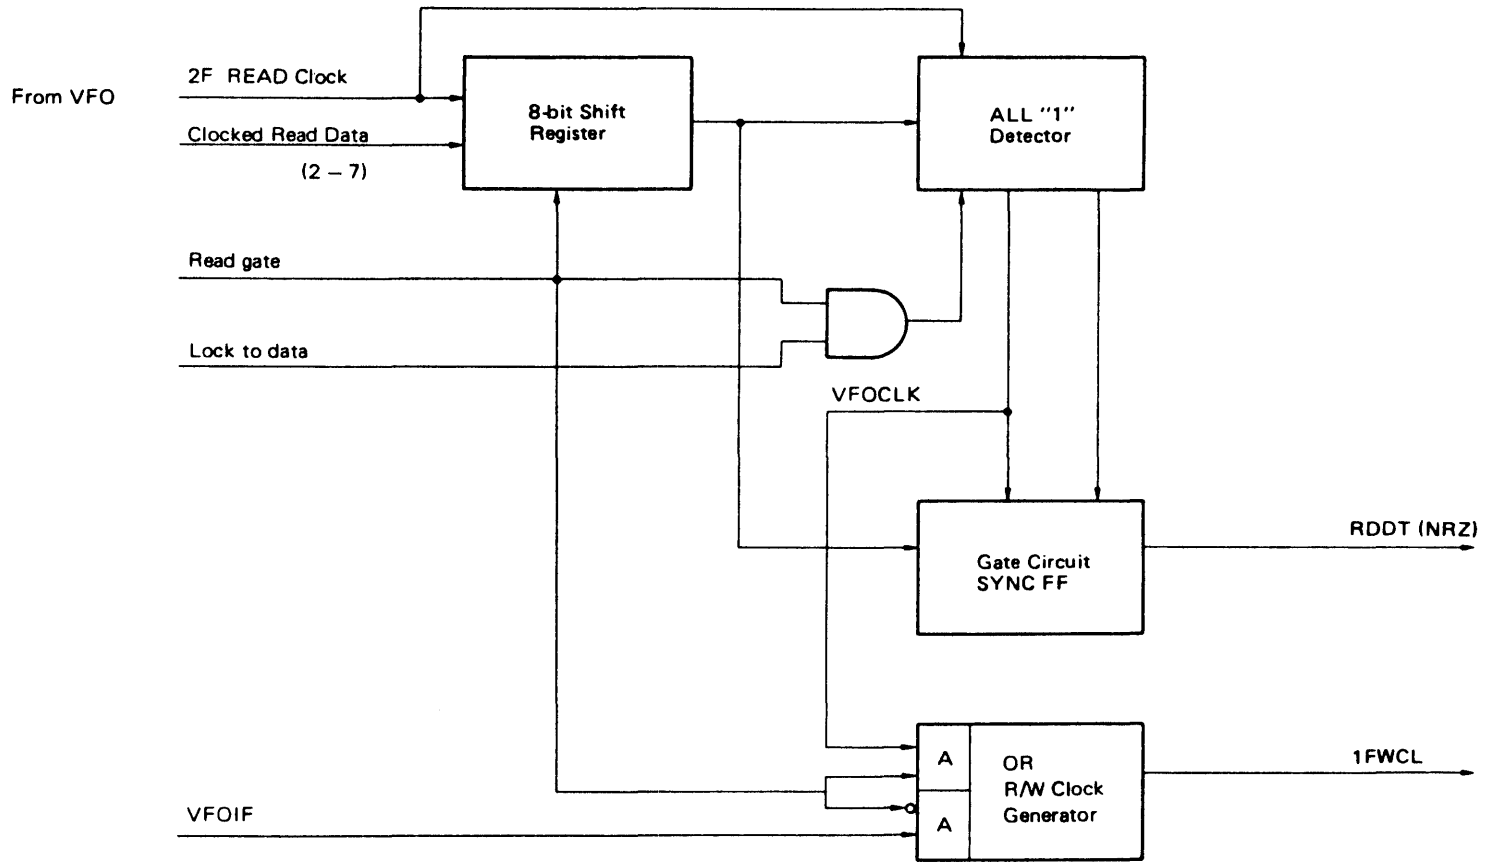 2F READ Clock
From VFO
8-bit Shift
Register
ALL "1"
Detector
Clocked Read Data
(2 – 7)
Read gate
Lock to data
VFOCLK
RDDT (NRZ)
Gate Circuit
SYNC FF
A
OR
R/W Clock
Generator
1FWCL
VFOIF
A